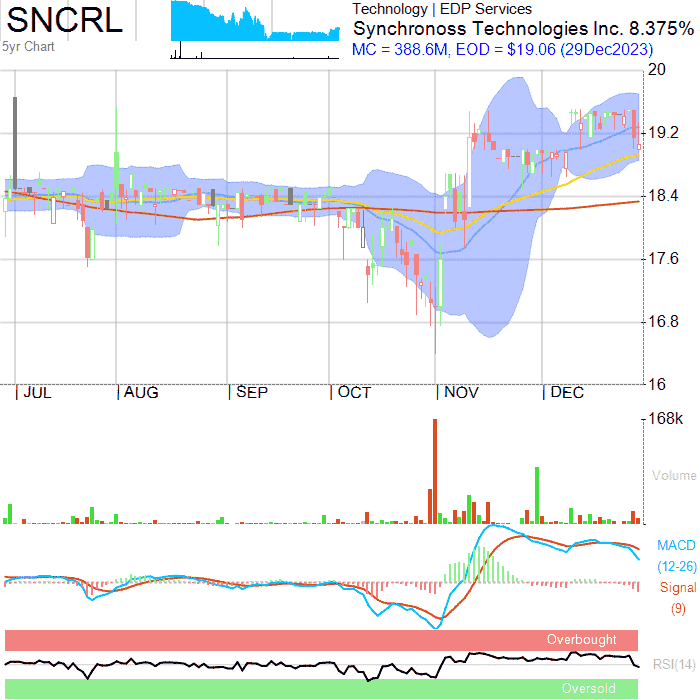 SNCRL
5yr Chart
Technology | EDP Services
Synchronoss Technologies Inc. 8.375%
MC = 388.6M, EOD = $19.06 (29Dec2023)
20
19.2
18.4
17.6
16.8
16
JUL AUG SEP OCT NOV DEC
168k
Volume
MACD
(12-26)
Signal
(9)
Overbought
RSI(14)
Oversold